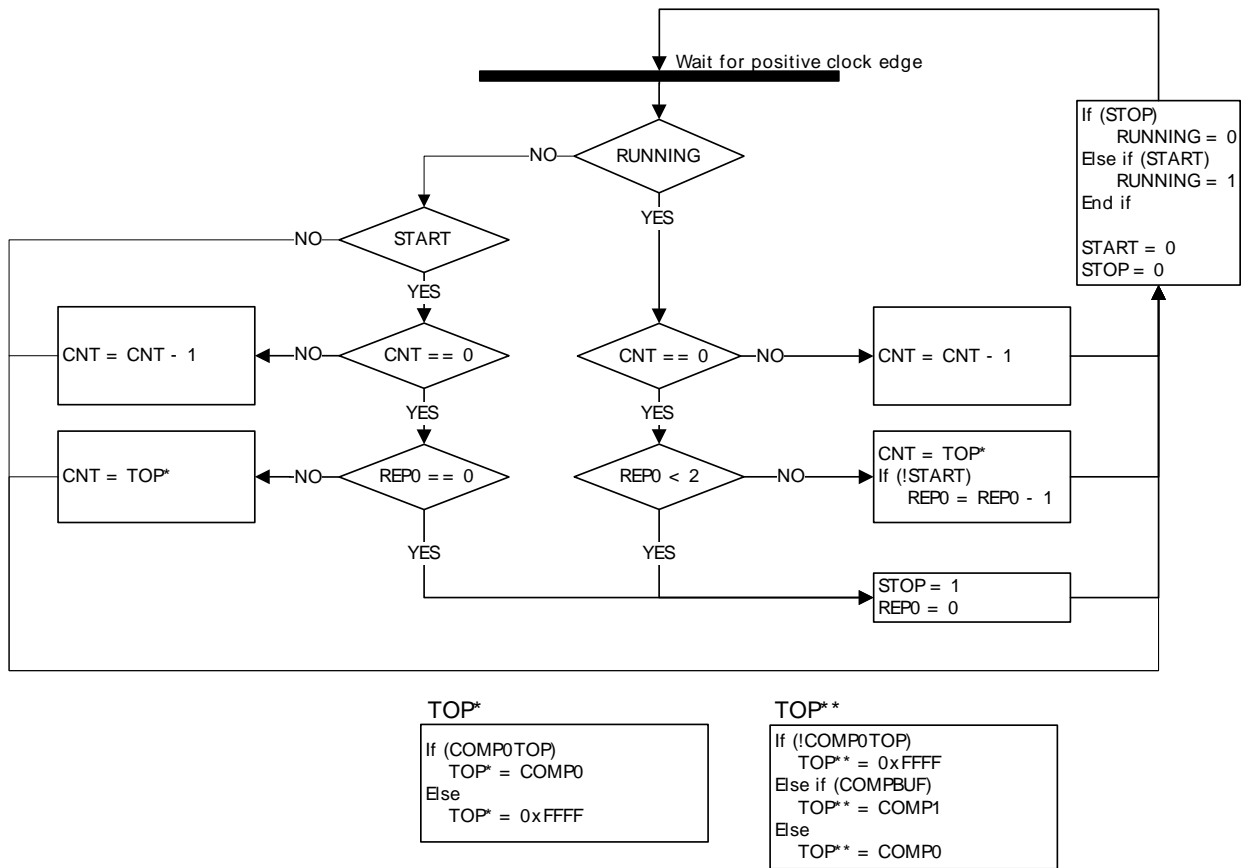 Wait for positive clock edge
If (STOP)
RUNNING = 0
Else if (START)
RUNNING = 1
End if
START = 0
STOP = 0
RUNNING
NO
YES
START
NO
YES
CNT == 0
NO
CNT = CNT - 1
YES
CNT == 0
NO
CNT = CNT - 1
YES
REP0 == 0
NO
CNT = TOP*
YES
REP0 < 2
NO
CNT = TOP*
If (!START)
REP0 = REP0 - 1
YES
STOP = 1
REP0 = 0
TOP*
If (COMP0TOP)
TOP* = COMP0
Else
TOP* = 0xFFFF
TOP**
If (!COMP0TOP)
TOP** = 0xFFFF
Else if (COMPBUF)
TOP** = COMP1
Else
TOP** = COMP0